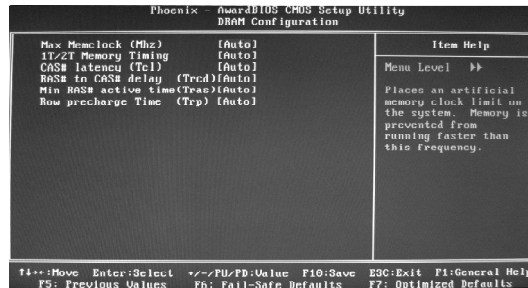 Phoenix - AwardBIOS CMOS Setup Utility
DRAM Configuration
Max Memclock (Mhz) [Auto]
1T/2T Memory Timing [Auto]
CAS# latency (Tcl) [Auto]
RAS# to CAS# delay (Trcd)[Auto]
Min RAS# active time(Tras)[Auto]
Row precharge Time (Trp) [Auto]
Item Help
Menu Level ▸▸
Places an artificial
memory clock limit on
the system. Memory is
prevented from
running faster than
this frequency.
↑↓→←:Move Enter:Select +/-/PU/PD:Value F10:Save ESC:Exit F1:General Help
F5: Previous Values F6: Fail-Safe Defaults F7: Optimized Defaults